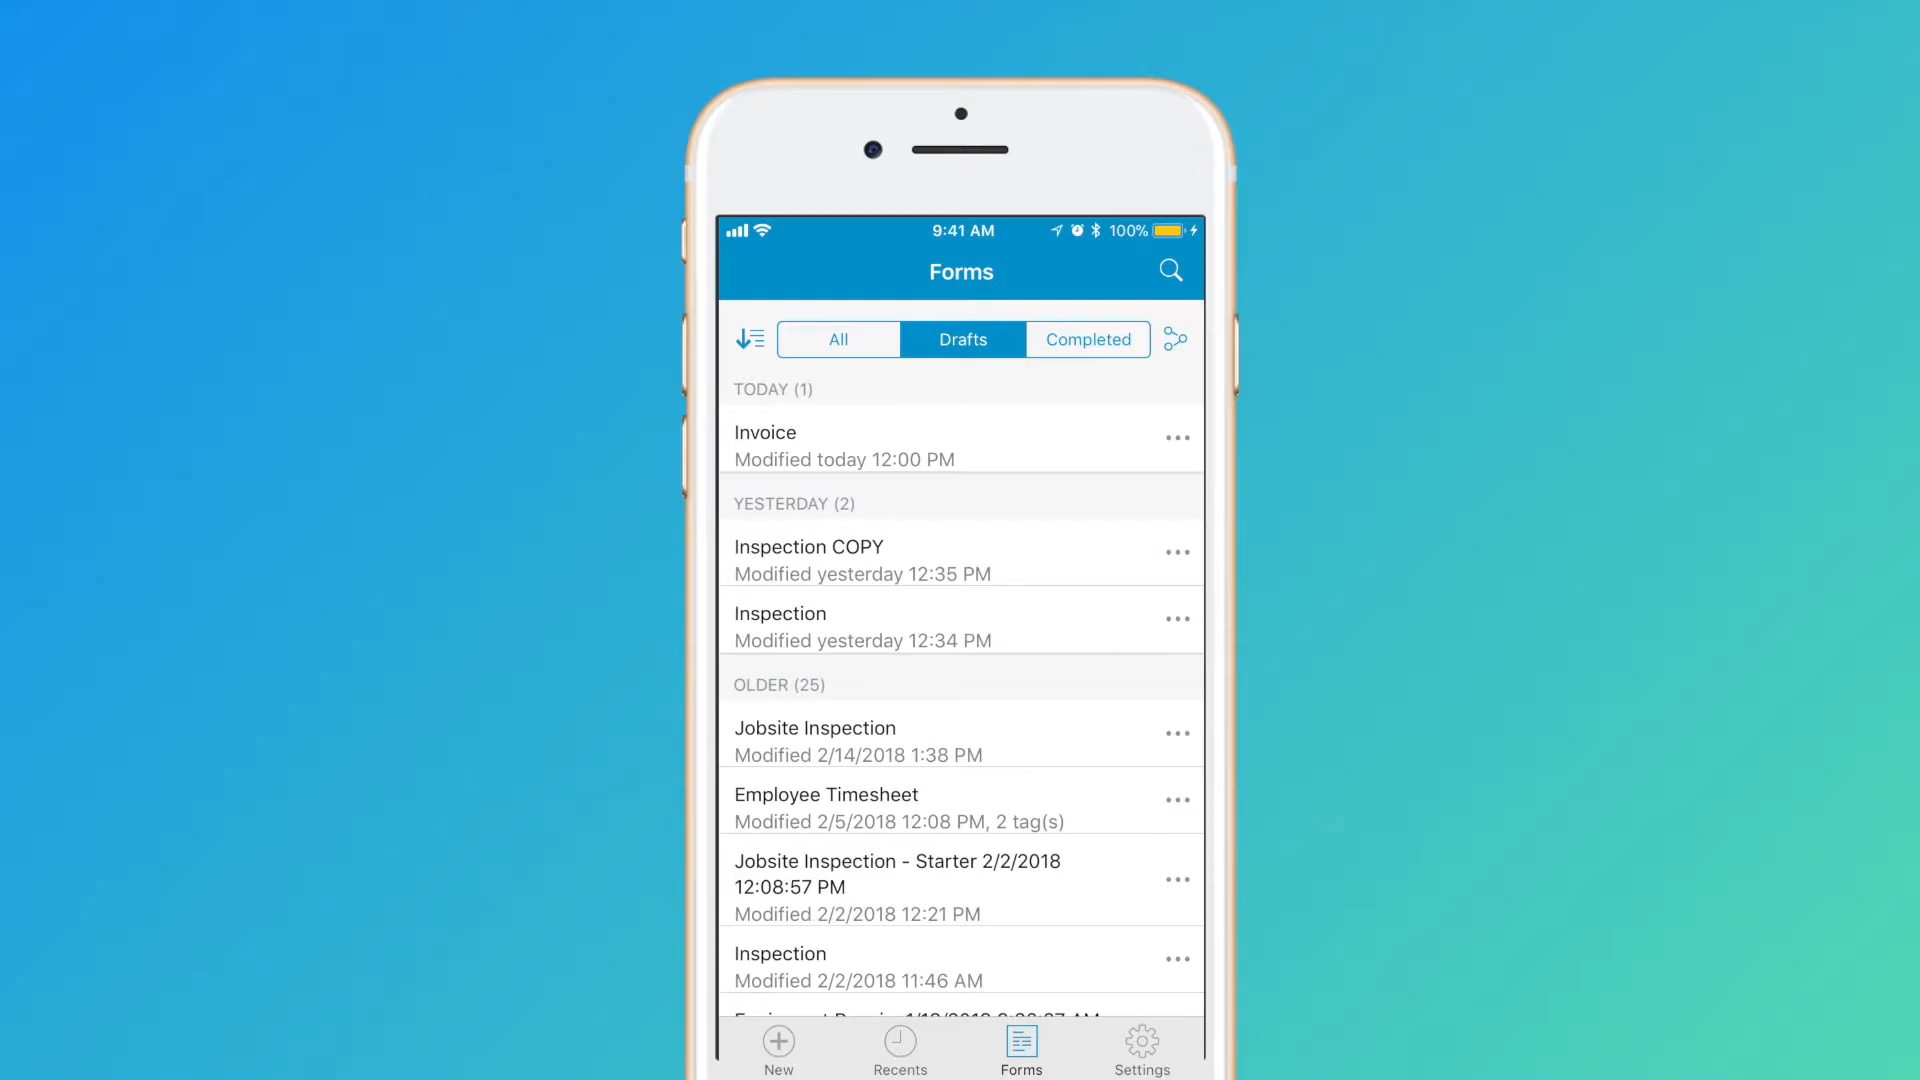 9:41 AM
100%
Forms
All
Drafts
Completed
TODAY (1)
Invoice
Modified today 12:00 PM
YESTERDAY (2)
Inspection COPY
Modified yesterday 12:35 PM
Inspection
Modified yesterday 12:34 PM
OLDER (25)
Jobsite Inspection
Modified 2/14/2018 1:38 PM
Employee Timesheet
Modified 2/5/2018 12:08 PM, 2 tag(s)
Jobsite Inspection - Starter 2/2/2018
12:08:57 PM
Modified 2/2/2018 12:21 PM
Inspection
Modified 2/2/2018 11:46 AM
New
Recents
Forms
Settings